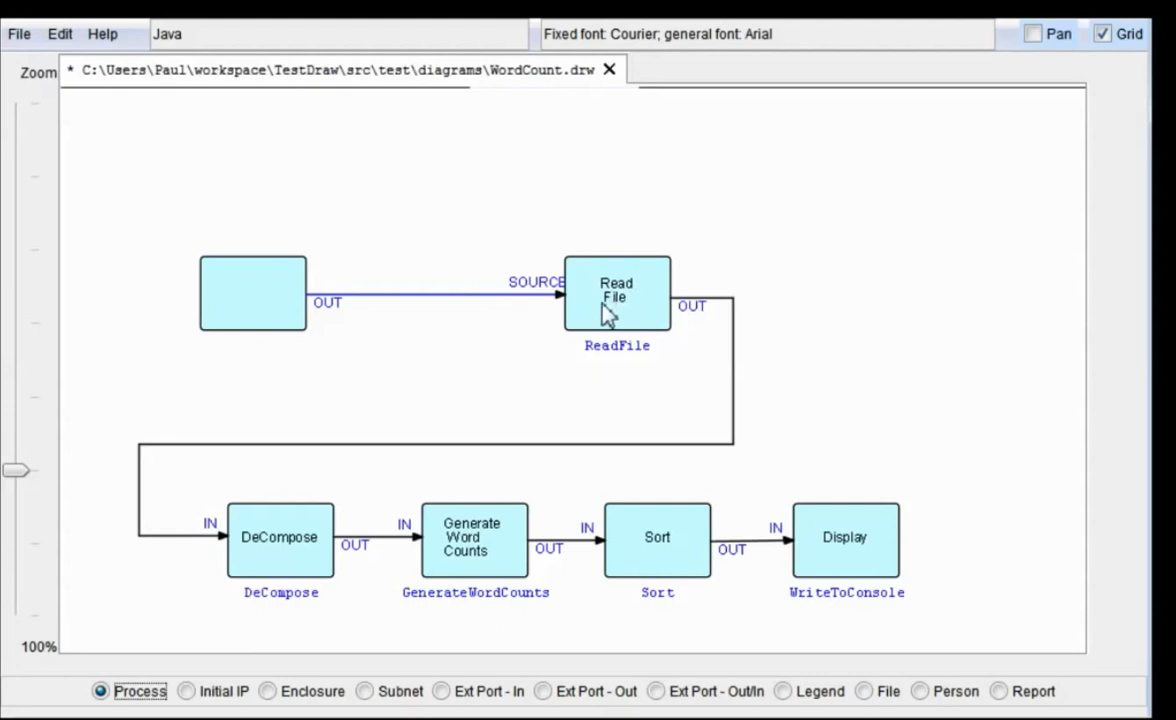 File Edit Help Java Fixed font: Courier; general font: Arial Pan Grid
Zoom * C:\Users\Paul\workspace\TestDraw\src\test\diagrams\WordCount.drw ✕
OUT
SOURCE
Read
File
OUT
ReadFile
IN
DeCompose
OUT
DeCompose
IN
Generate
Word
Counts
OUT
GenerateWordCounts
IN
Sort
OUT
Sort
IN
Display
WriteToConsole
100%
Process Initial IP Enclosure Subnet Ext Port - In Ext Port - Out Ext Port - Out/In Legend File Person Report